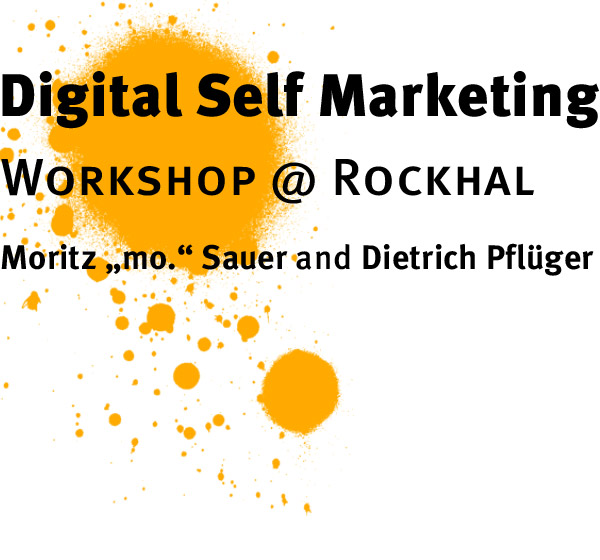 Digital Self Marketing
Workshop @ Rockhal
Moritz „mo.“ Sauer and Dietrich Pflüger